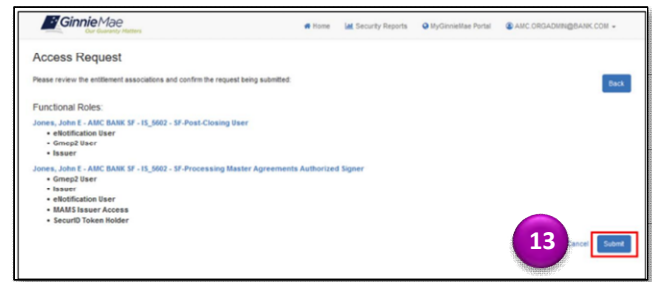 GinnieMae
Our Guaranty Matters
Home Security Reports MyGinnieMae Portal AMC.ORGADMIN@BANK.COM
Access Request
Please review the entitlement associations and confirm the request being submitted.
Back
Functional Roles:
Jones, John E - AMC BANK SF - IS_5602 - SF-Post-Closing User
• eNotification User
• Gmep2 User
• Issuer
Jones, John E - AMC BANK SF - IS_5602 - SF-Processing Master Agreements Authorized Signer
• Gmep2 User
• Issuer
• eNotification User
• MAMS Issuer Access
• SecurID Token Holder
13 Cancel Submit